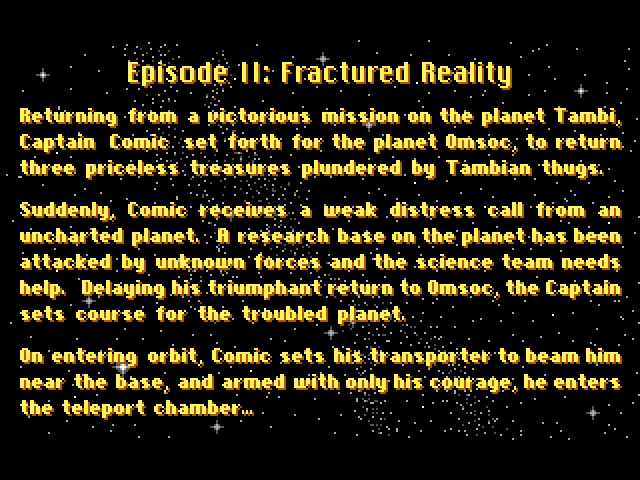 Episode II: Fractured Reality
Returning from a victorious mission on the planet Tambi,
Captain Comic set forth for the planet Omsoc, to return
three priceless treasures plundered by Tambian thugs.
Suddenly, Comic receives a weak distress call from an
uncharted planet. A research base on the planet has been
attacked by unknown forces and the science team needs
help. Delaying his triumphant return to Omsoc, the Captain
sets course for the troubled planet.
On entering orbit, Comic sets his transporter to beam him
near the base, and armed with only his courage, he enters
the teleport chamber...